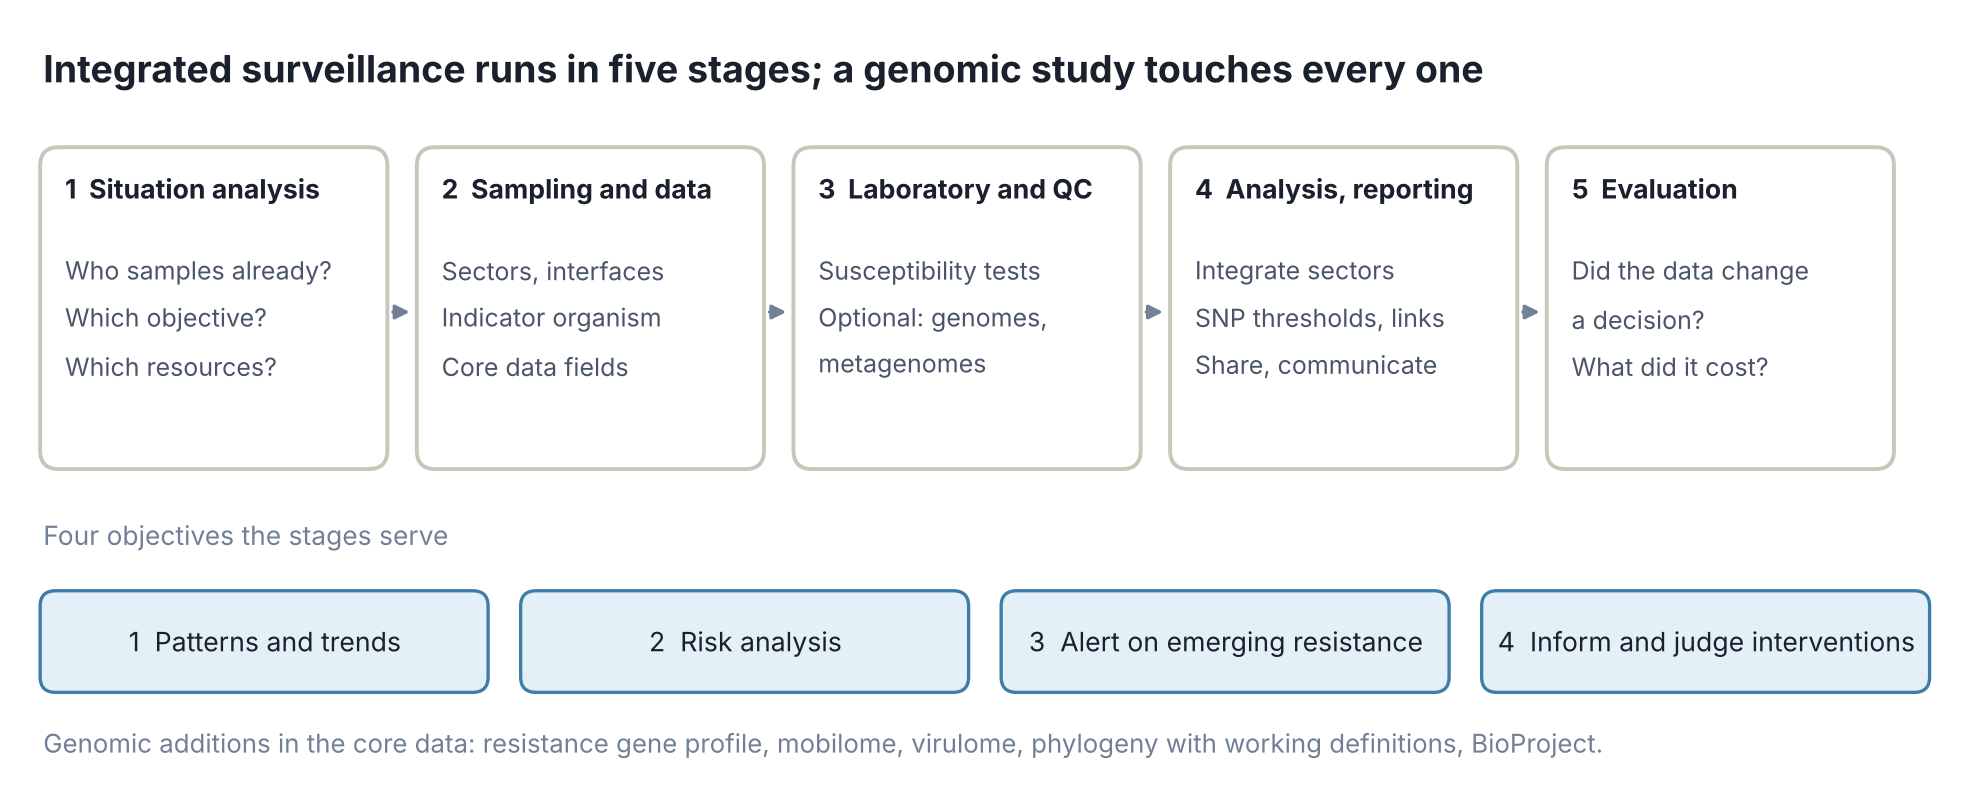 Integrated surveillance runs in five stages; a genomic study touches every one
1 Situation analysis
Who samples already?
Which objective?
Which resources?
2 Sampling and data
Sectors, interfaces
Indicator organism
Core data fields
3 Laboratory and QC
Susceptibility tests
Optional: genomes,
metagenomes
4 Analysis, reporting
Integrate sectors
SNP thresholds, links
Share, communicate
5 Evaluation
Did the data change
a decision?
What did it cost?
Four objectives the stages serve
1 Patterns and trends
2 Risk analysis
3 Alert on emerging resistance
4 Inform and judge interventions
Genomic additions in the core data: resistance gene profile, mobilome, virulome, phylogeny with working definitions, BioProject.